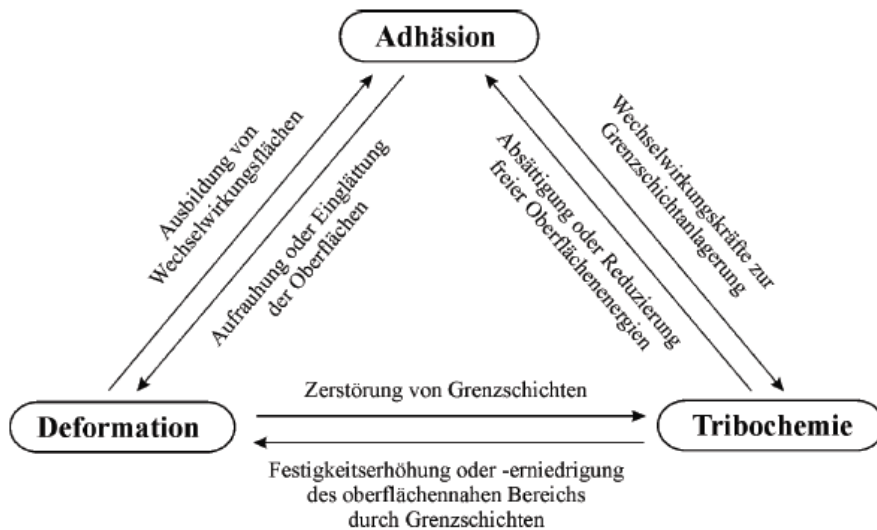 Adhäsion
Ausbildung von
Wechselwirkungsflächen
Aufrauhung oder Einglättung
der Oberflächen
Absättigung oder Reduzierung
freier Oberflächenenergien
Wechselwirkungskräfte zur
Grenzschichtanlagerung
Deformation
Zerstörung von Grenzschichten
Tribochemie
Festigkeitserhöhung oder -erniedrigung
des oberflächennahen Bereichs
durch Grenzschichten